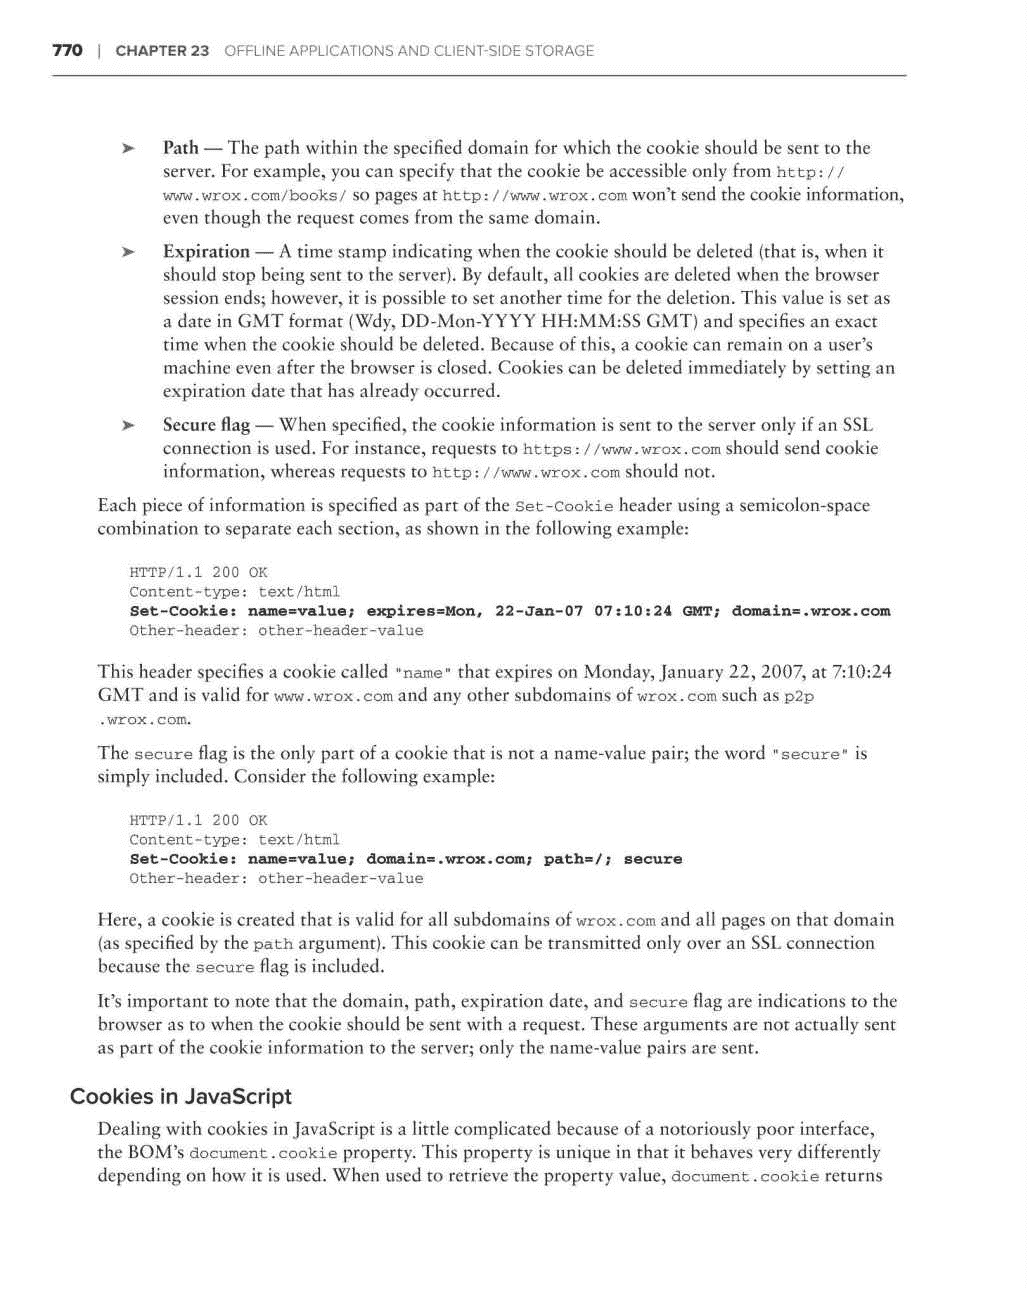 770 | CHAPTER 23 OFFLINE APPLICATIONS AND CLIENT-SIDE STORAGE
➤ Path — The path within the specified domain for which the cookie should be sent to the
server. For example, you can specify that the cookie be accessible only from http://
www.wrox.com/books/ so pages at http://www.wrox.com won't send the cookie information,
even though the request comes from the same domain.
➤ Expiration — A time stamp indicating when the cookie should be deleted (that is, when it
should stop being sent to the server). By default, all cookies are deleted when the browser
session ends; however, it is possible to set another time for the deletion. This value is set as
a date in GMT format (Wdy, DD-Mon-YYYY HH:MM:SS GMT) and specifies an exact
time when the cookie should be deleted. Because of this, a cookie can remain on a user's
machine even after the browser is closed. Cookies can be deleted immediately by setting an
expiration date that has already occurred.
➤ Secure flag — When specified, the cookie information is sent to the server only if an SSL
connection is used. For instance, requests to https://www.wrox.com should send cookie
information, whereas requests to http://www.wrox.com should not.
Each piece of information is specified as part of the Set-Cookie header using a semicolon-space
combination to separate each section, as shown in the following example:
HTTP/1.1 200 OK
Content-type: text/html
Set-Cookie: name=value; expires=Mon, 22-Jan-07 07:10:24 GMT; domain=.wrox.com
Other-header: other-header-value
This header specifies a cookie called "name" that expires on Monday, January 22, 2007, at 7:10:24
GMT and is valid for www.wrox.com and any other subdomains of wrox.com such as p2p
.wrox.com.
The secure flag is the only part of a cookie that is not a name-value pair; the word "secure" is
simply included. Consider the following example:
HTTP/1.1 200 OK
Content-type: text/html
Set-Cookie: name=value; domain=.wrox.com; path=/; secure
Other-header: other-header-value
Here, a cookie is created that is valid for all subdomains of wrox.com and all pages on that domain
(as specified by the path argument). This cookie can be transmitted only over an SSL connection
because the secure flag is included.
It's important to note that the domain, path, expiration date, and secure flag are indications to the
browser as to when the cookie should be sent with a request. These arguments are not actually sent
as part of the cookie information to the server; only the name-value pairs are sent.
Cookies in JavaScript
Dealing with cookies in JavaScript is a little complicated because of a notoriously poor interface,
the BOM's document.cookie property. This property is unique in that it behaves very differently
depending on how it is used. When used to retrieve the property value, document.cookie returns